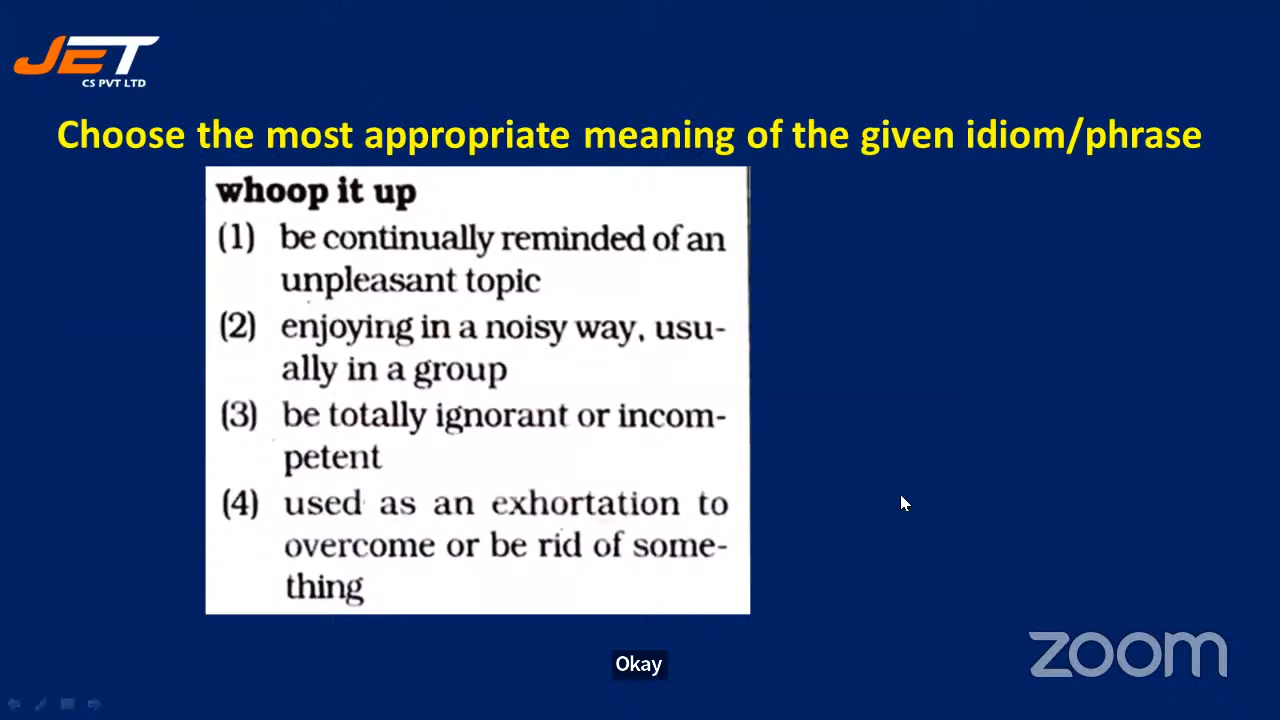 JET
CS PVT LTD
Choose the most appropriate meaning of the given idiom/phrase
whoop it up
(1) be continually reminded of an
unpleasant topic
(2) enjoying in a noisy way, usu-
ally in a group
(3) be totally ignorant or incom-
petent
(4) used as an exhortation to
overcome or be rid of some-
thing
Okay
zoom